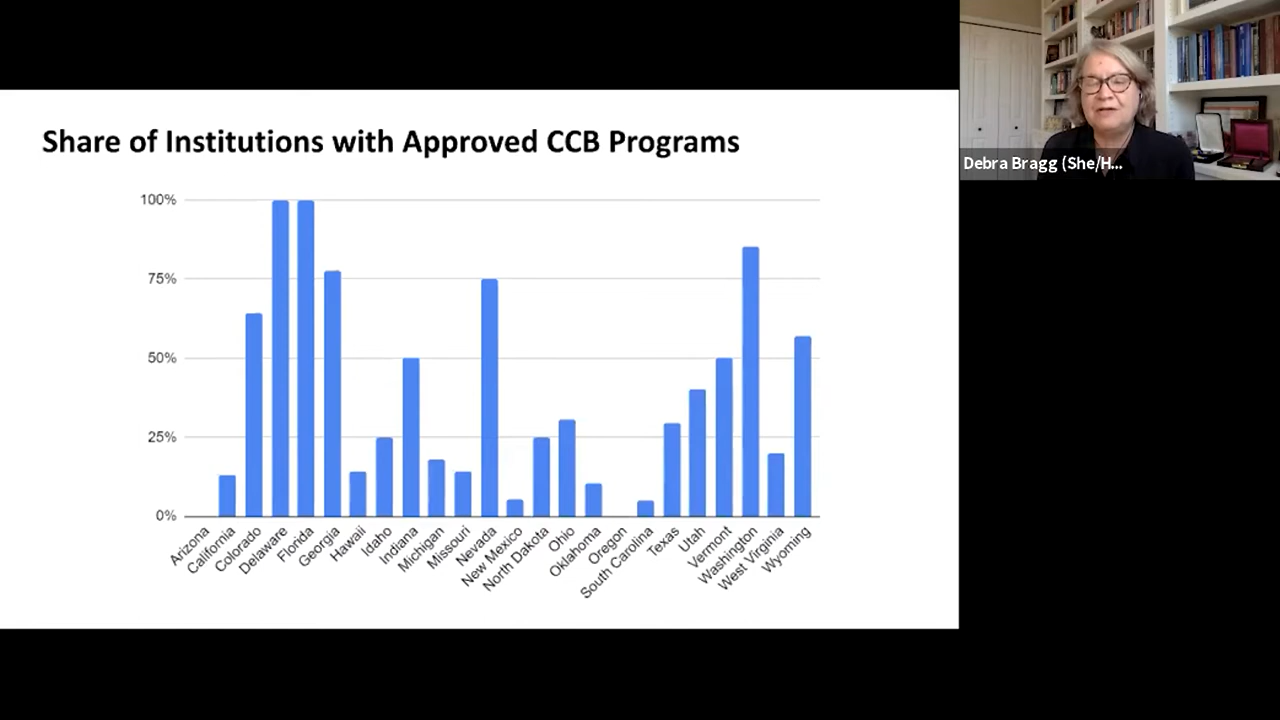 Share of Institutions with Approved CCB Programs
100%
75%
50%
25%
0%
Arizona
California
Colorado
Delaware
Florida
Georgia
Hawaii
Idaho
Indiana
Michigan
Missouri
Nevada
New Mexico
North Dakota
Ohio
Oklahoma
Oregon
South Carolina
Texas
Utah
Vermont
Washington
West Virginia
Wyoming
Debra Bragg (She/H...